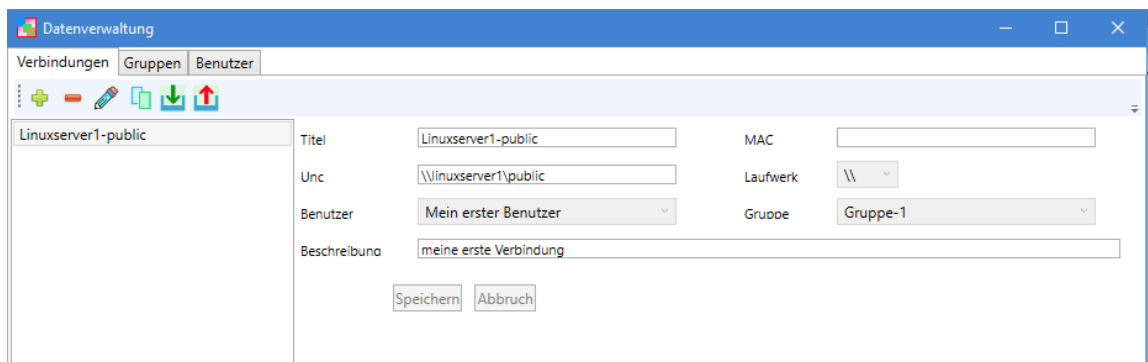 Datenverwaltung
Verbindungen Gruppen Benutzer
Linuxserver1-public
Titel Linuxserver1-public MAC
Unc \\linuxserver1\public Laufwerk \\
Benutzer Mein erster Benutzer Gruppe Gruppe-1
Beschreibung meine erste Verbindung
Speichern Abbruch